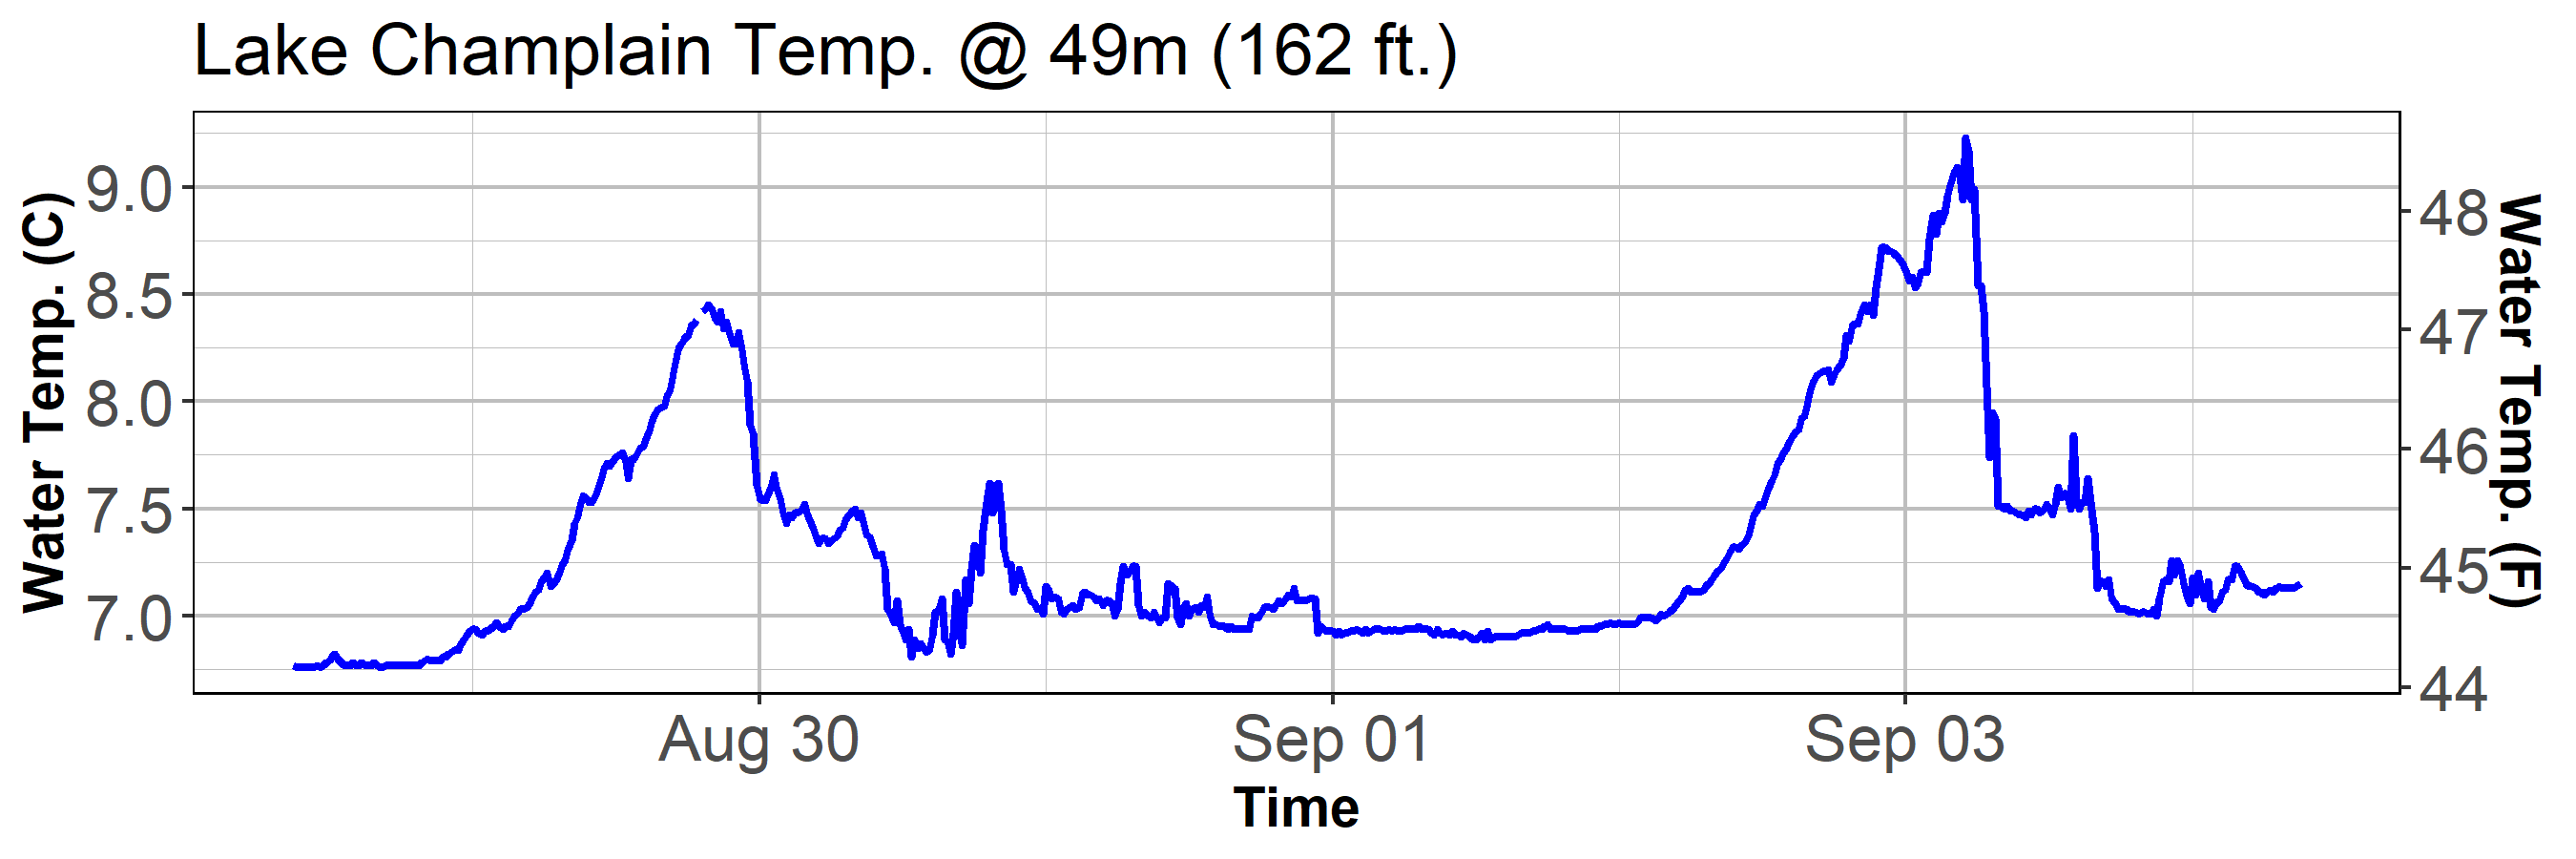 Lake Champlain Temp. @ 49m (162 ft.)
Water Temp. (C)
9.0
8.5
8.0
7.5
7.0
48
47
46
45
44
Water Temp. (F)
Aug 30
Sep 01
Sep 03
Time